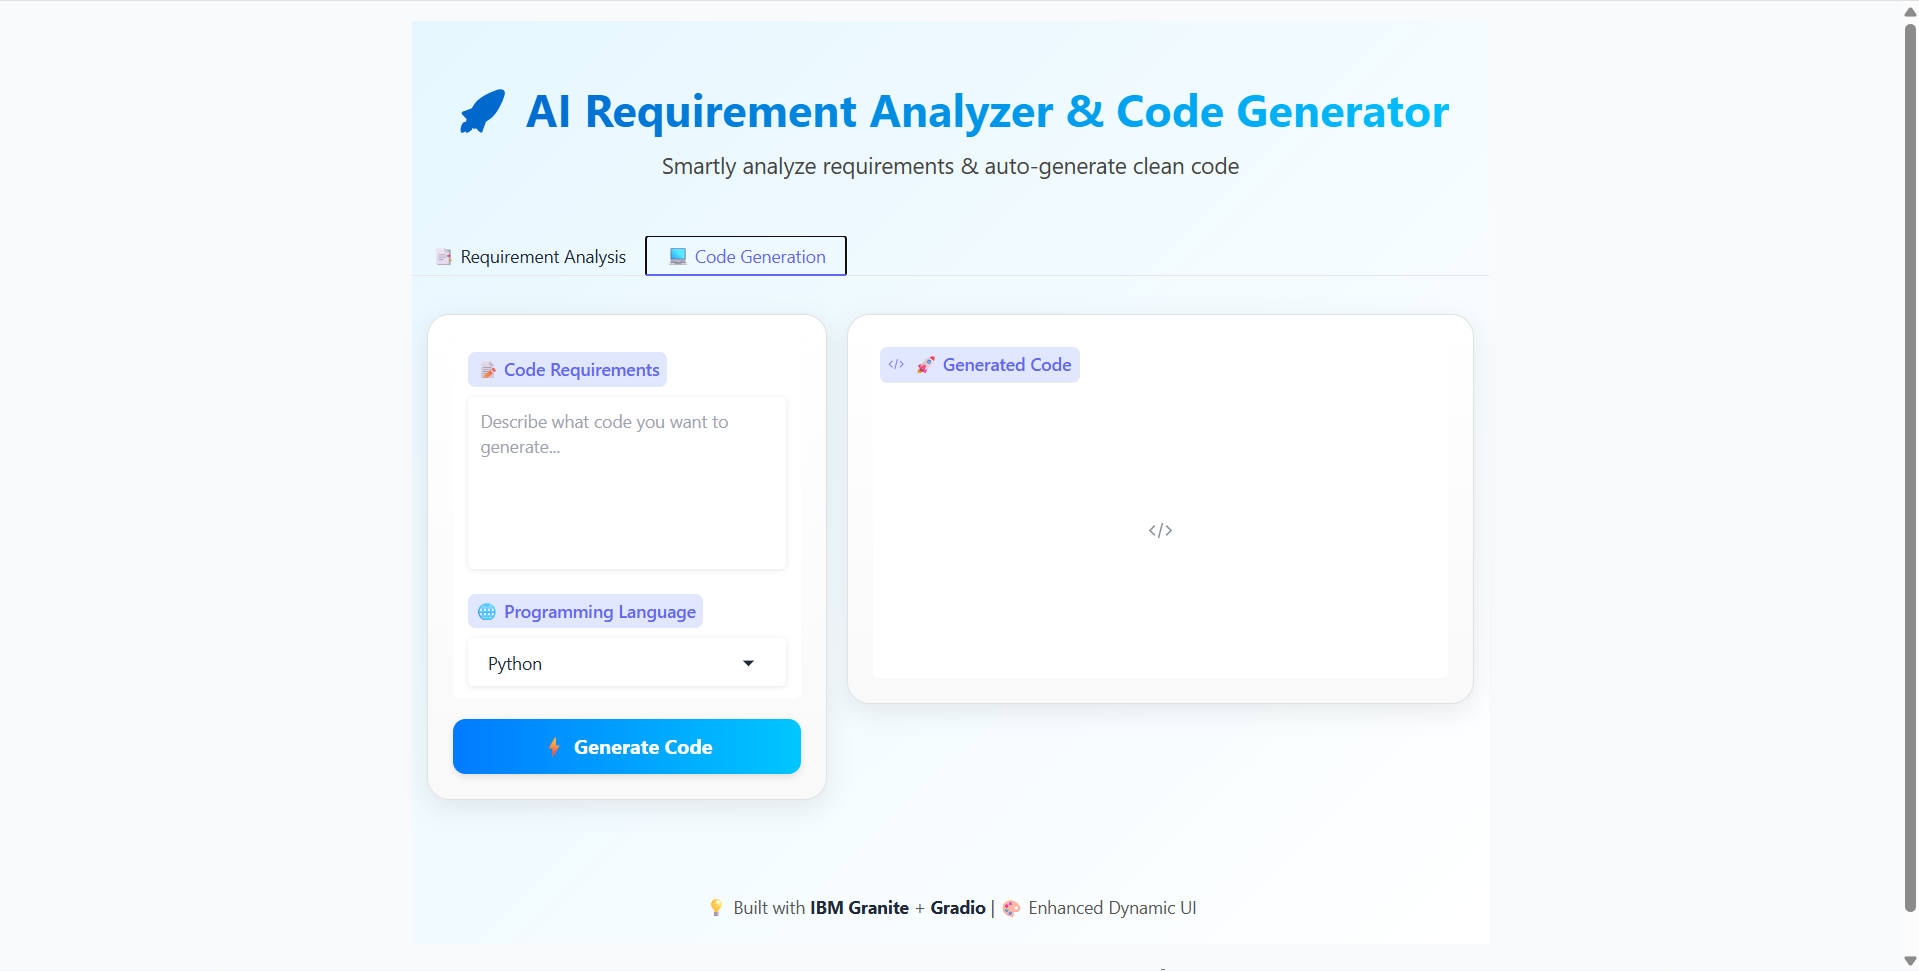 AI Requirement Analyzer & Code Generator
Smartly analyze requirements & auto-generate clean code
Requirement Analysis
Code Generation
Code Requirements
Describe what code you want to
generate...
Programming Language
Python
Generate Code
</> Generated Code
</>
Built with IBM Granite + Gradio | Enhanced Dynamic UI